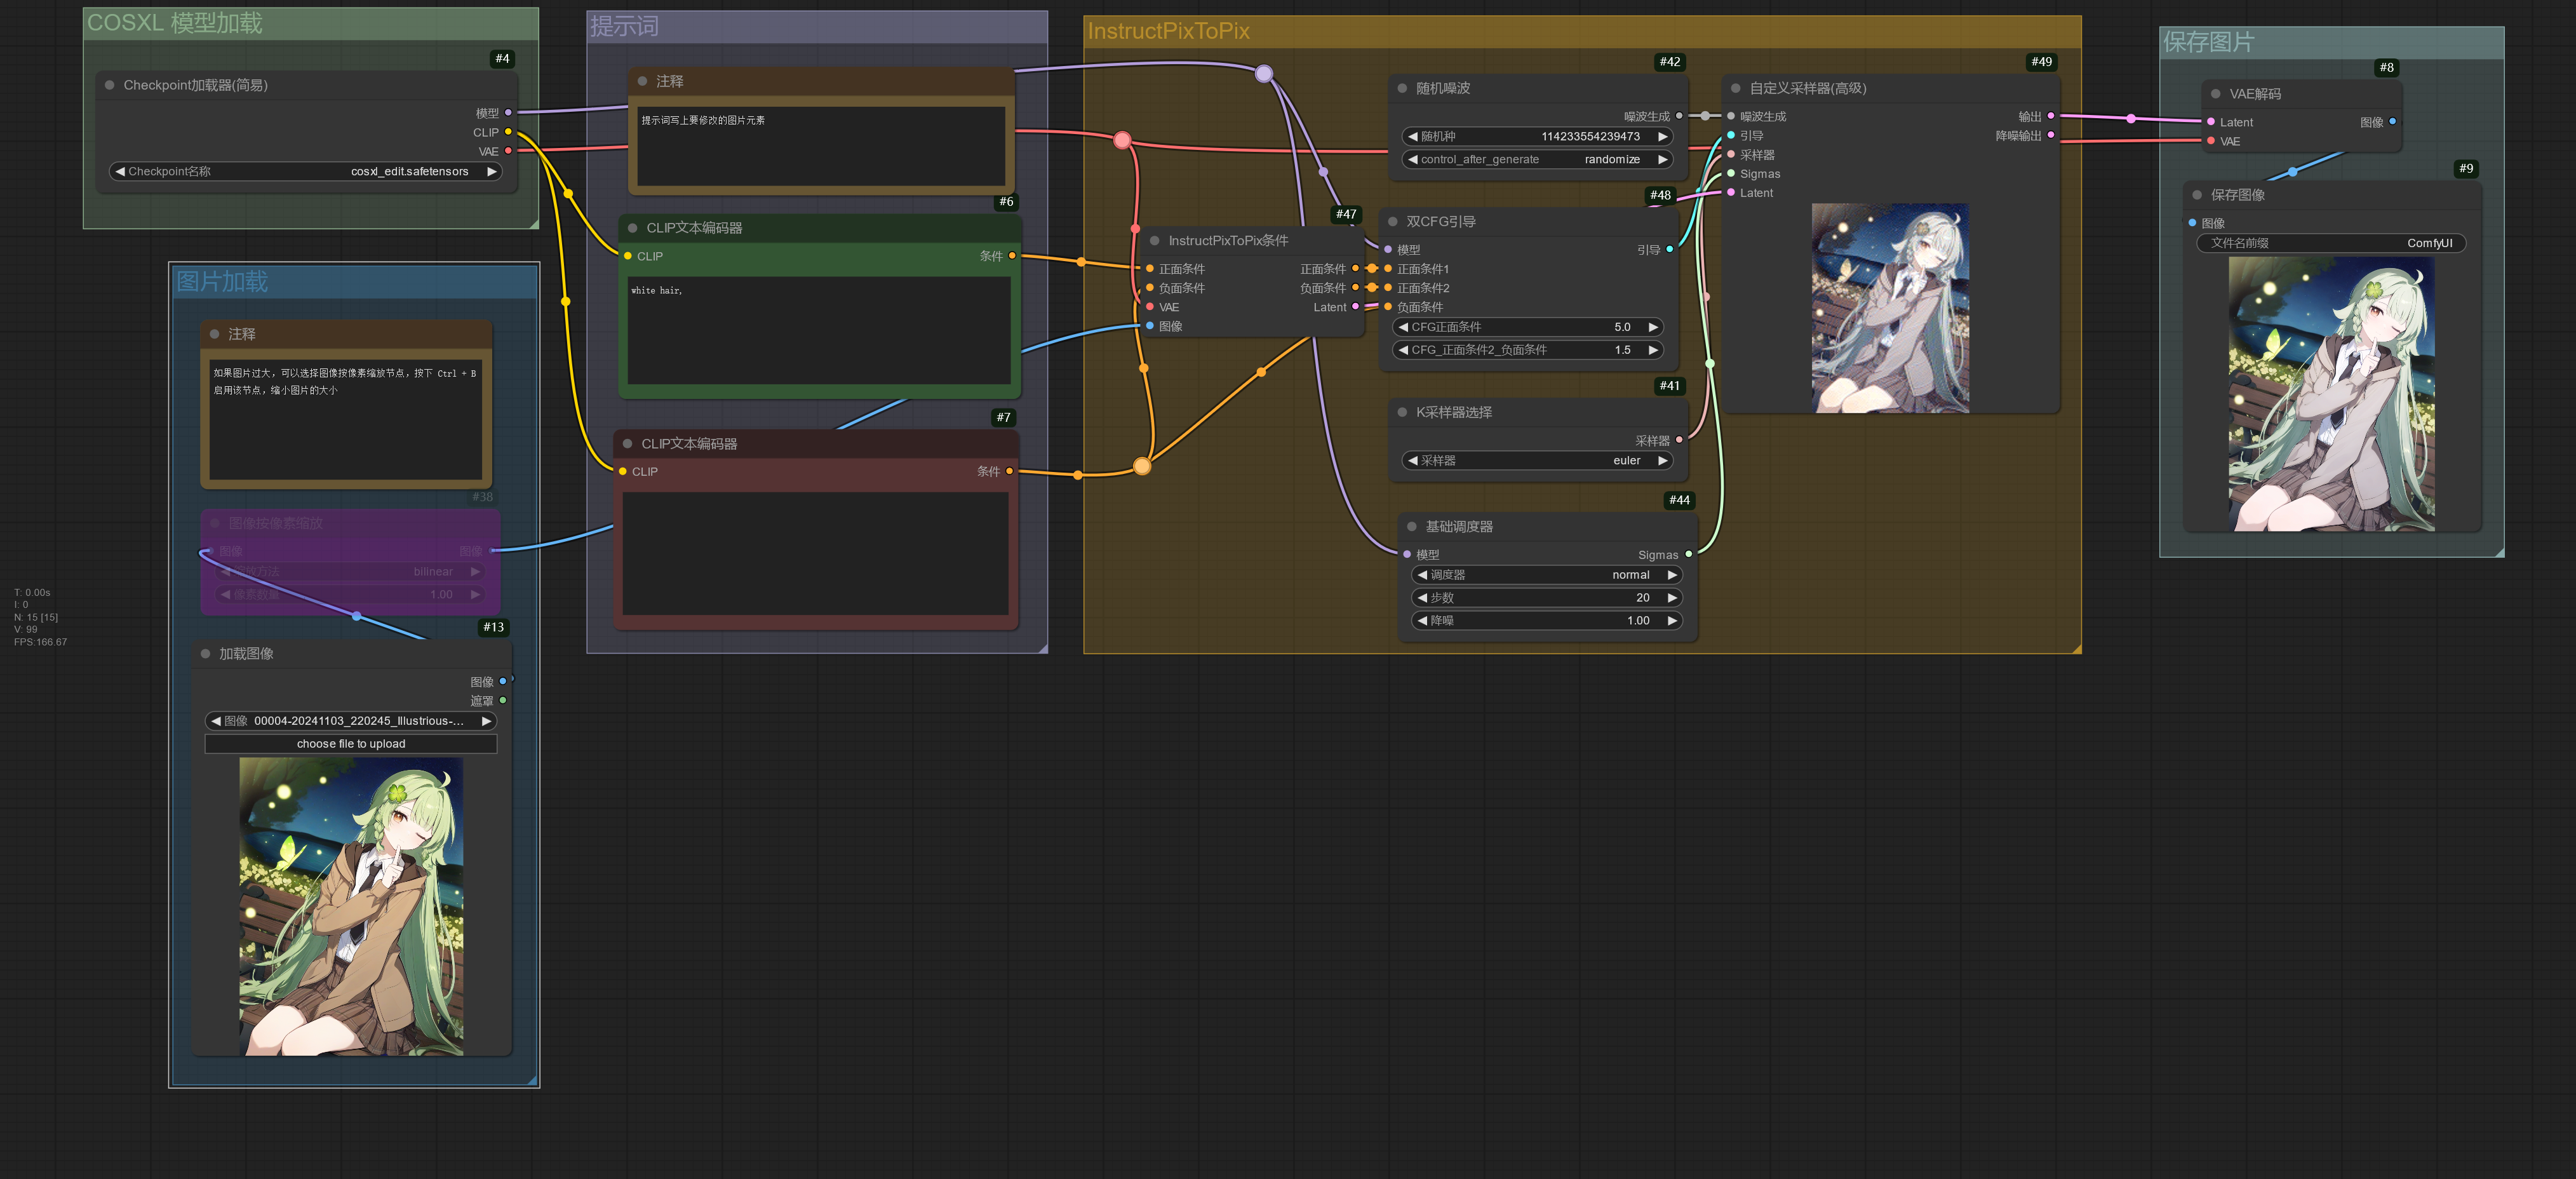 COSXL 模型加载
#4
Checkpoint加载器(简易)
模型
CLIP
VAE
Checkpoint名称 cosxl_edit.safetensors
图片加载
注释
如果图片过大，可以选择图像按像素缩放节点，按下 Ctrl + B
启用该节点，缩小图片的大小
#38
图像按像素缩放
图像 图像
缩放方法 bilinear
像素数量 1.00
#13
加载图像
图像
遮罩
图像 00004-20241103_220245_Illustrious-...
choose file to upload
T: 0.00s
I: 0
N: 15 [15]
V: 99
FPS:166.67
提示词
注释
提示词写上要修改的图片元素
#6
CLIP文本编码器
CLIP 条件
white hair,
#7
CLIP文本编码器
CLIP 条件
InstructPixToPix
#47
InstructPixToPix条件
正面条件 正面条件
负面条件 负面条件
VAE Latent
图像
#42
随机噪波
噪波生成
随机种 114233554239473
control_after_generate randomize
#48
双CFG引导
模型 引导
正面条件1
正面条件2
负面条件
CFG正面条件 5.0
CFG_正面条件2_负面条件 1.5
#41
K采样器选择
采样器
采样器 euler
#44
基础调度器
模型 Sigmas
调度器 normal
步数 20
降噪 1.00
#49
自定义采样器(高级)
噪波生成 输出
引导 降噪输出
采样器
Sigmas
Latent
保存图片
#8
VAE解码
Latent 图像
VAE
#9
保存图像
图像
文件名前缀 ComfyUI